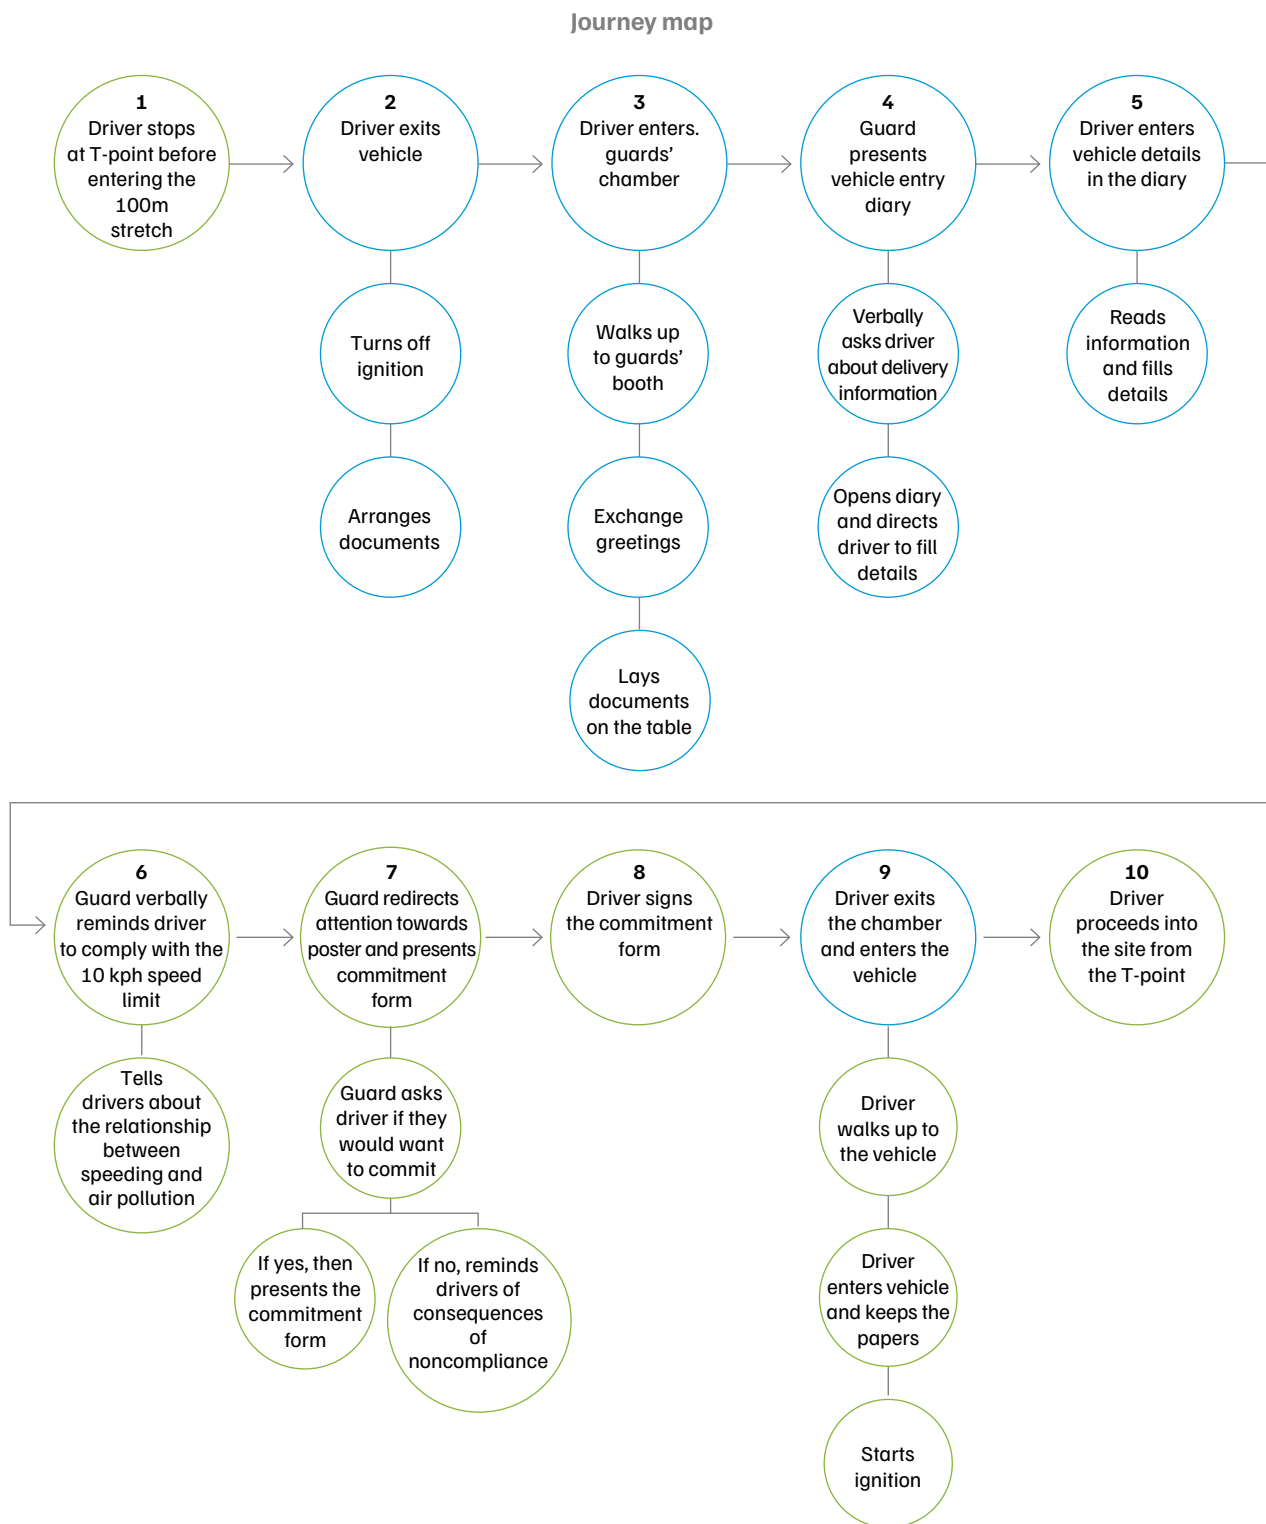 Journey map
1
Driver stops
at T-point before
entering the
100m
stretch
2
Driver exits
vehicle
3
Driver enters.
guards’
chamber
4
Guard
presents
vehicle entry
diary
5
Driver enters
vehicle details
in the diary
Turns off
ignition
Walks up
to guards’
booth
Verbally
asks driver
about delivery
information
Reads
information
and fills
details
Arranges
documents
Exchange
greetings
Opens diary
and directs
driver to fill
details
Lays
documents
on the table
6
Guard verbally
reminds driver
to comply with the
10 kph speed
limit
7
Guard redirects
attention towards
poster and presents
commitment
form
8
Driver signs
the commitment
form
9
Driver exits
the chamber
and enters the
vehicle
10
Driver
proceeds into
the site from
the T-point
Tells
drivers about
the relationship
between
speeding and
air pollution
Guard asks
driver if they
would want
to commit
Driver
walks up to
the vehicle
If yes, then
presents the
commitment
form
If no, reminds
drivers of
consequences
of
noncompliance
Driver
enters vehicle
and keeps the
papers
Starts
ignition